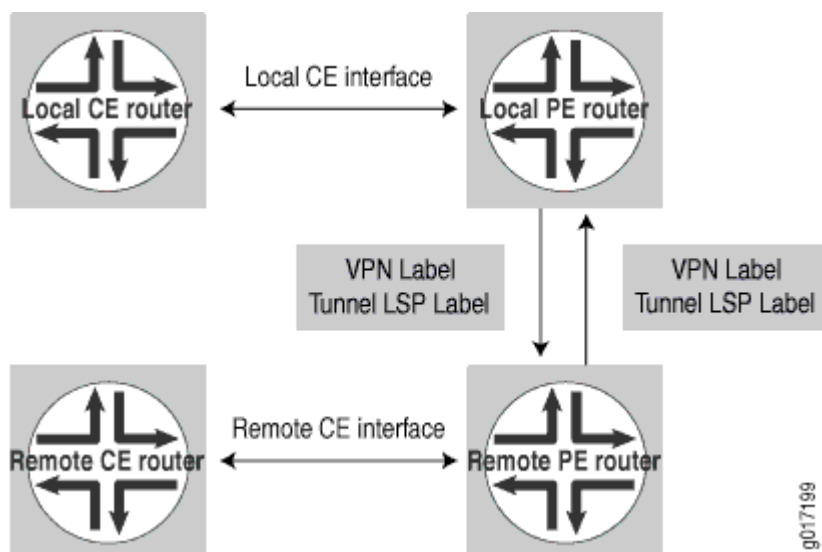 Local CE router
Local CE interface
Local PE router
VPN Label
Tunnel LSP Label
VPN Label
Tunnel LSP Label
Remote CE router
Remote CE interface
Remote PE router
g017199